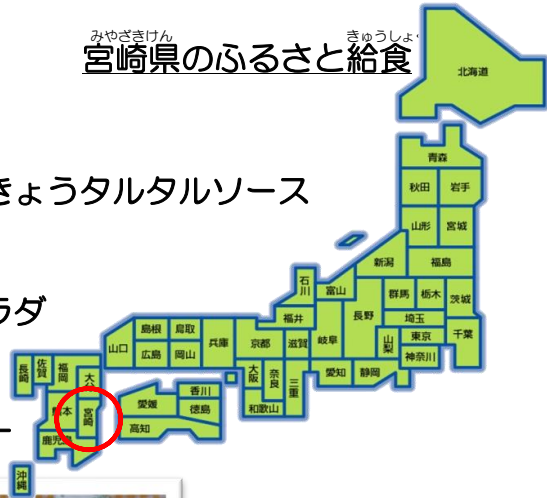 みやざきけん きゅうしょ
宮崎県のふるさと給食
北海道
青森
きょうタルタルソース
秋田 岩手
山形 宮城
新潟 福島
石川 富山 群馬 栃木 茨城
ラダ
福井 岐阜 長野 埼玉
山口 島根 鳥取 兵庫 京都 滋賀 山梨 東京 千葉
広島 岡山 神奈川
長崎 佐賀 福岡 大分 大阪 奈良 三重 愛知 静岡
香川
愛媛 徳島 和歌山
熊本 宮崎
高知
ー
鹿児島
沖縄